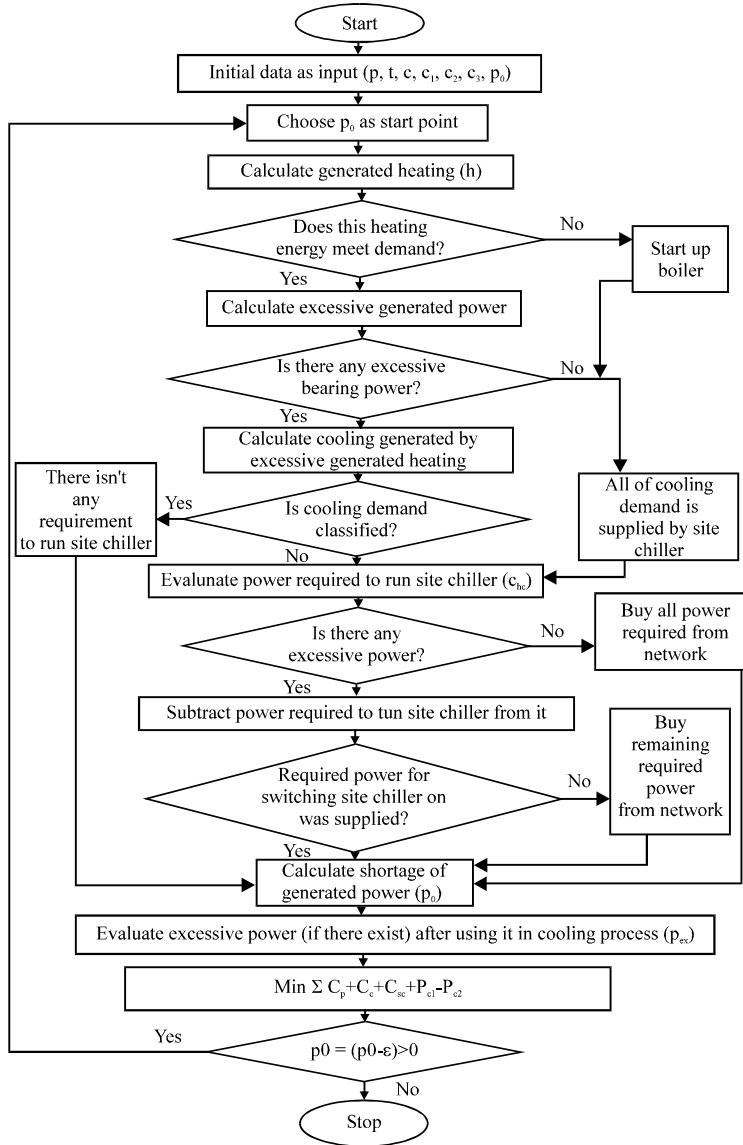 Start
Initial data as input (p, t, c, c₁, c₂, c₃, p₀)
Choose p₀ as start point
Calculate generated heating (h)
Does this heating
energy meet demand?
No
Start up
boiler
Yes
Calculate excessive generated power
Is there any excessive
bearing power?
No
Yes
Calculate cooling generated by
excessive generated heating
There isn't
any
requirement
to run site chiller
Yes
Is cooling demand
classified?
All of cooling
demand is
supplied by site
chiller
No
Evalunate power required to run site chiller (c_hc)
Is there any
excessive power?
No
Buy all power
required from
network
Yes
Subtract power required to tun site chiller from it
Required power for
switching site chiller on
was supplied?
No
Buy
remaining
required
power
from network
Yes
Calculate shortage of
generated power (p₀)
Evaluate excessive power (if there exist) after using it in cooling process (p_ex)
Min Σ C_p+C_c+C_sc+P_c1-P_c2
Yes
p0 = (p0-ε)>0
No
Stop